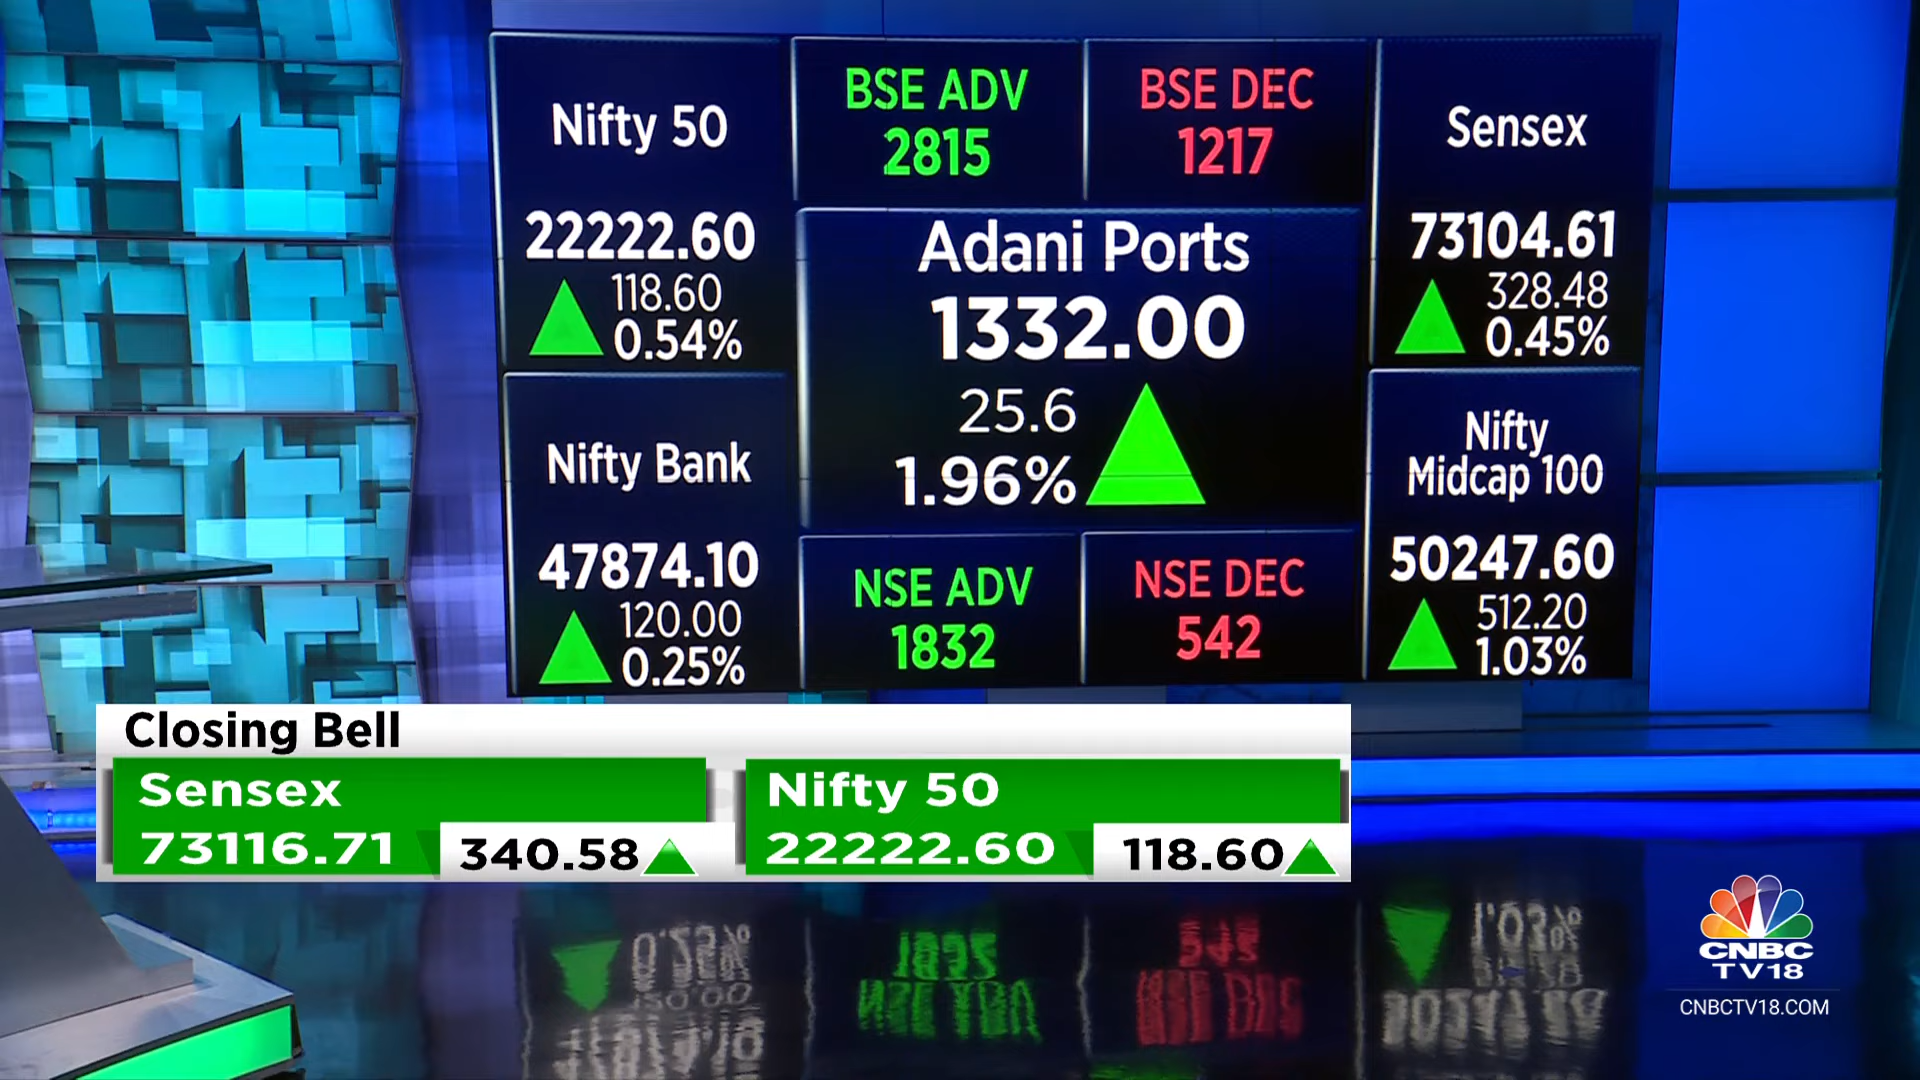 Nifty 50
22222.60
118.60
0.54%
BSE ADV
2815
BSE DEC
1217
Sensex
73104.61
328.48
0.45%
Adani Ports
1332.00
25.6
1.96%
Nifty Bank
47874.10
120.00
0.25%
NSE ADV
1832
NSE DEC
542
Nifty
Midcap 100
50247.60
512.20
1.03%
Closing Bell
Sensex
73116.71
340.58
Nifty 50
22222.60
118.60
CNBC
TV18
CNBCTV18.COM